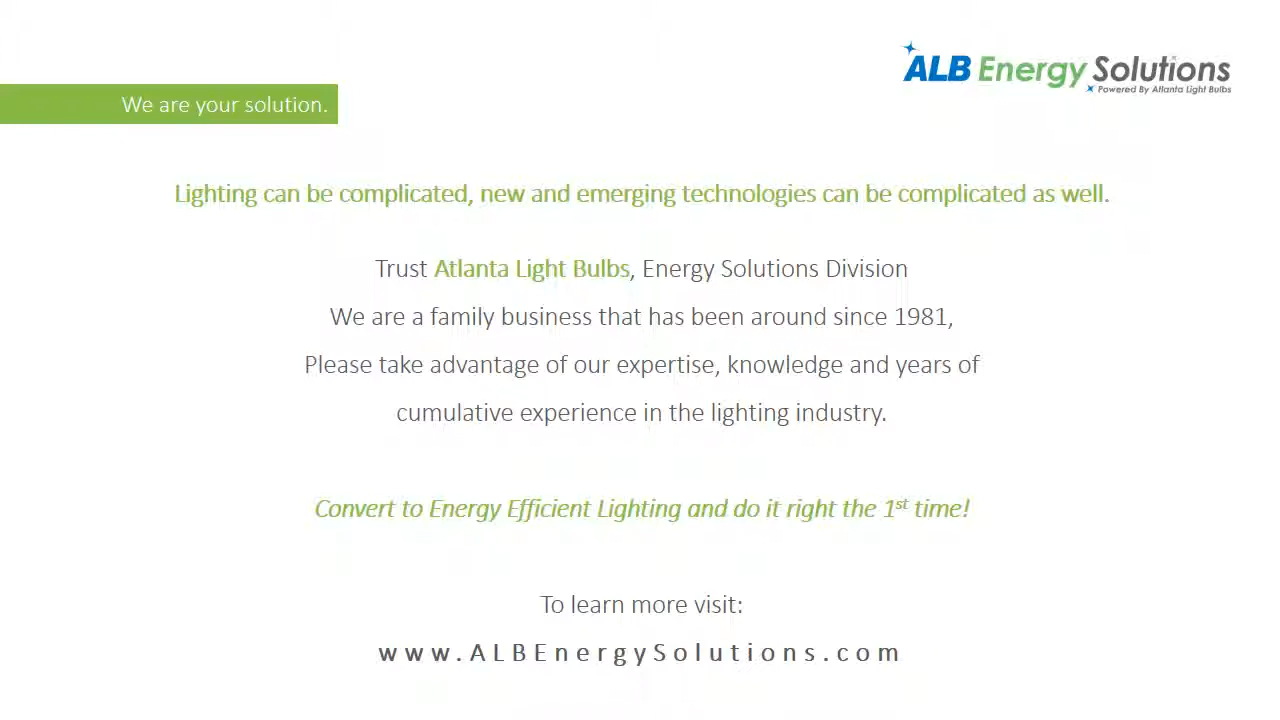 ALB Energy Solutions
Powered By Atlanta Light Bulbs
We are your solution.
Lighting can be complicated, new and emerging technologies can be complicated as well.
Trust Atlanta Light Bulbs, Energy Solutions Division
We are a family business that has been around since 1981,
Please take advantage of our expertise, knowledge and years of
cumulative experience in the lighting industry.
Convert to Energy Efficient Lighting and do it right the 1st time!
To learn more visit:
www.ALBEnergySolutions.com